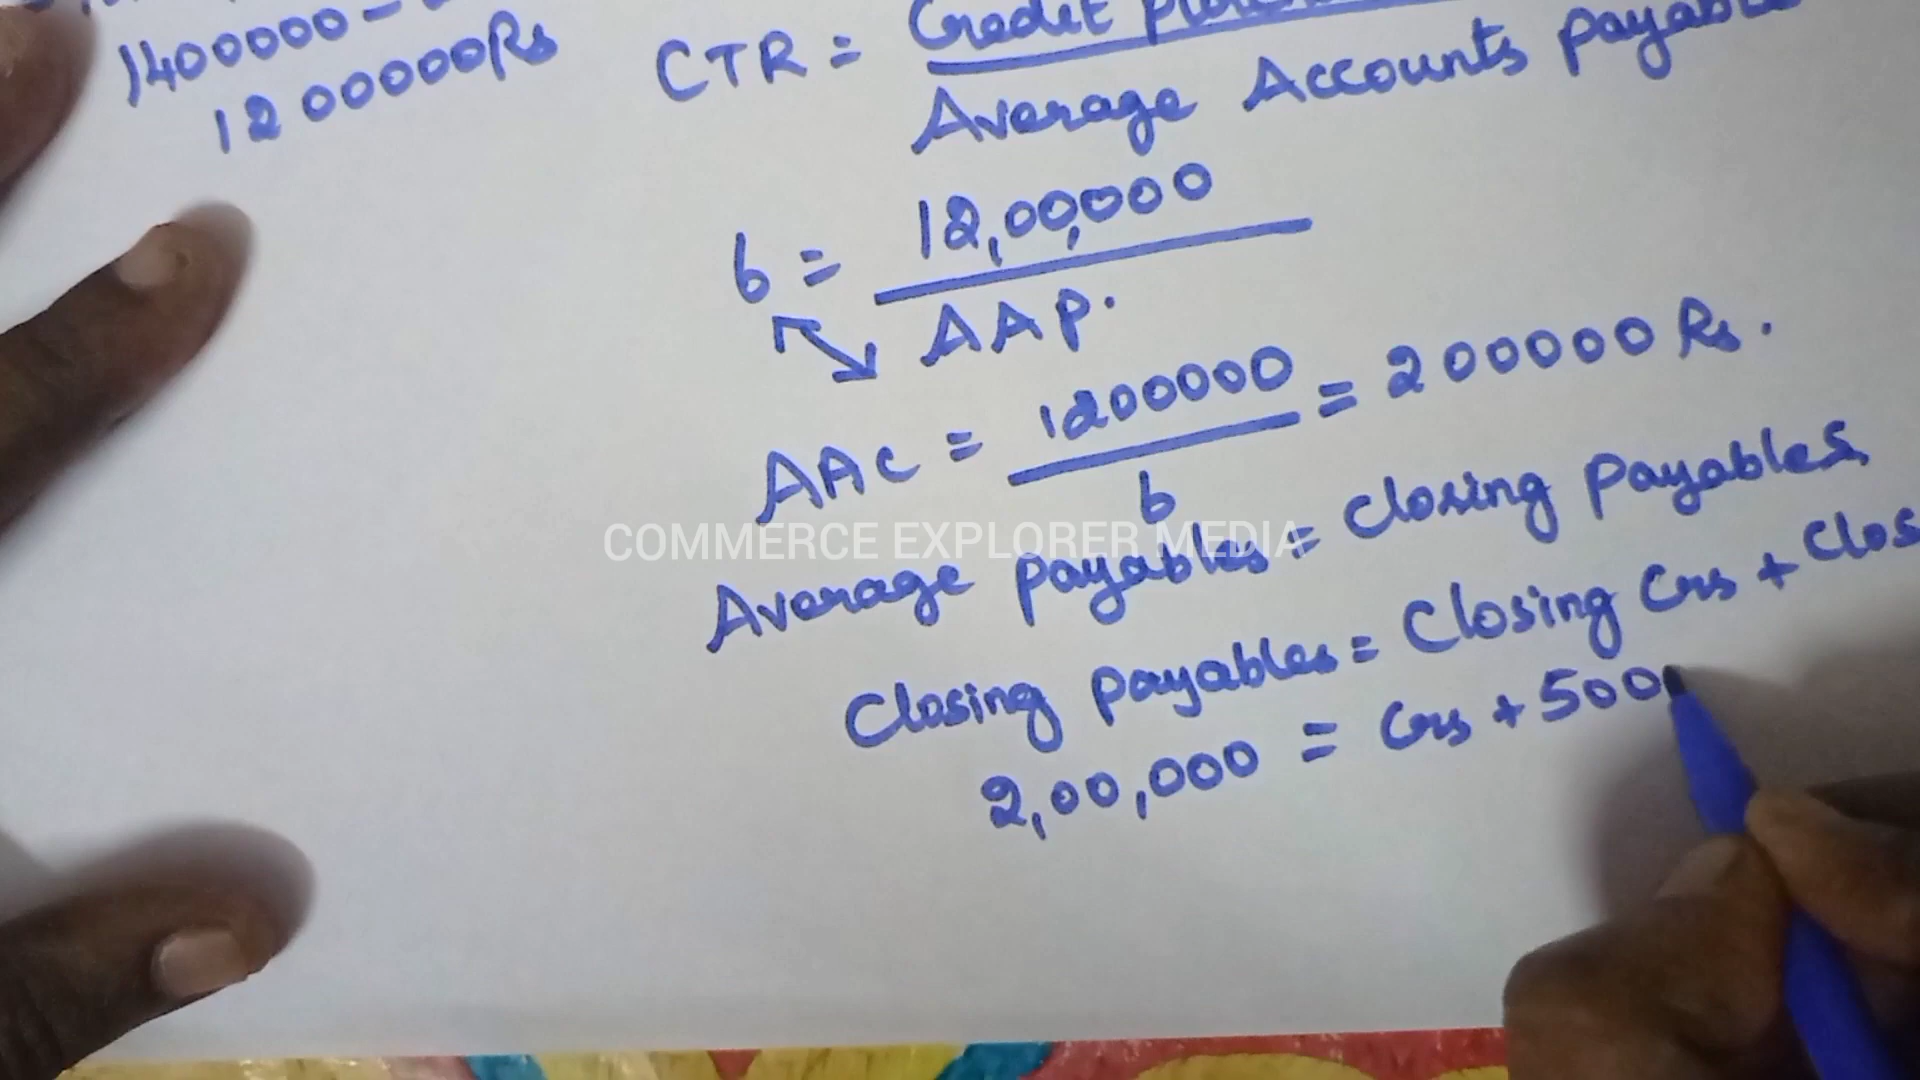 1400000 -
1200000Rs
CTR = Credit
Average Accounts Payable
6 = 12,00,000
AAP.
AAC = 1200000 = 200000 Rs.
6
COMMERCE EXPLORER MEDIA
Average payables = Closing Payables
Closing payables = Closing Crs + Clos
2,00,000 = Crs + 500